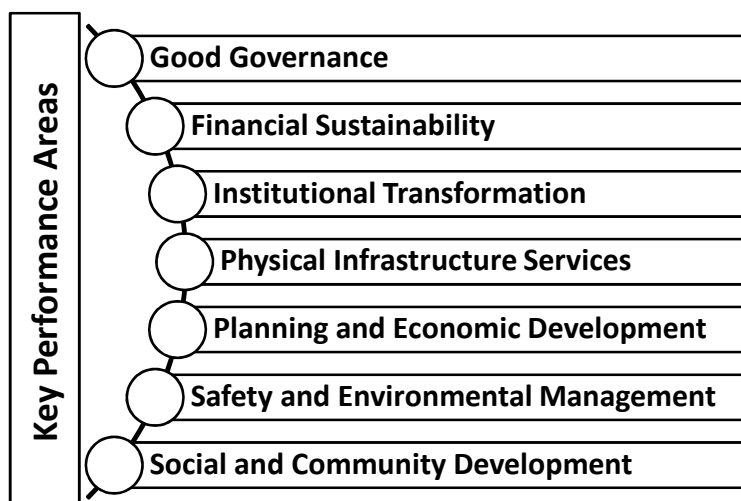 Key Performance Areas
Good Governance
Financial Sustainability
Institutional Transformation
Physical Infrastructure Services
Planning and Economic Development
Safety and Environmental Management
Social and Community Development